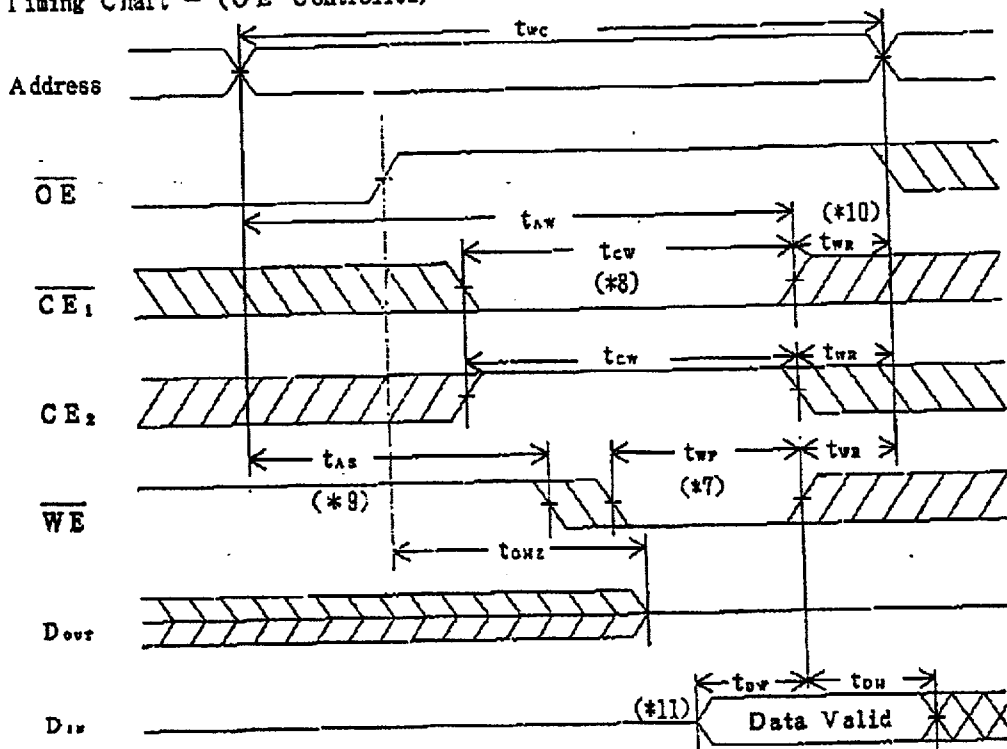 Timing Chart - (OE Controlled)
tWC
Address
OE
tAW
(*10)
tCW
tWR
(*8)
CE1
tCW
tWR
CE2
tAS
tWP
tWR
(*9)
(*7)
WE
tOHZ
DOUT
tDW
tDH
(*11)
Data Valid
DIN